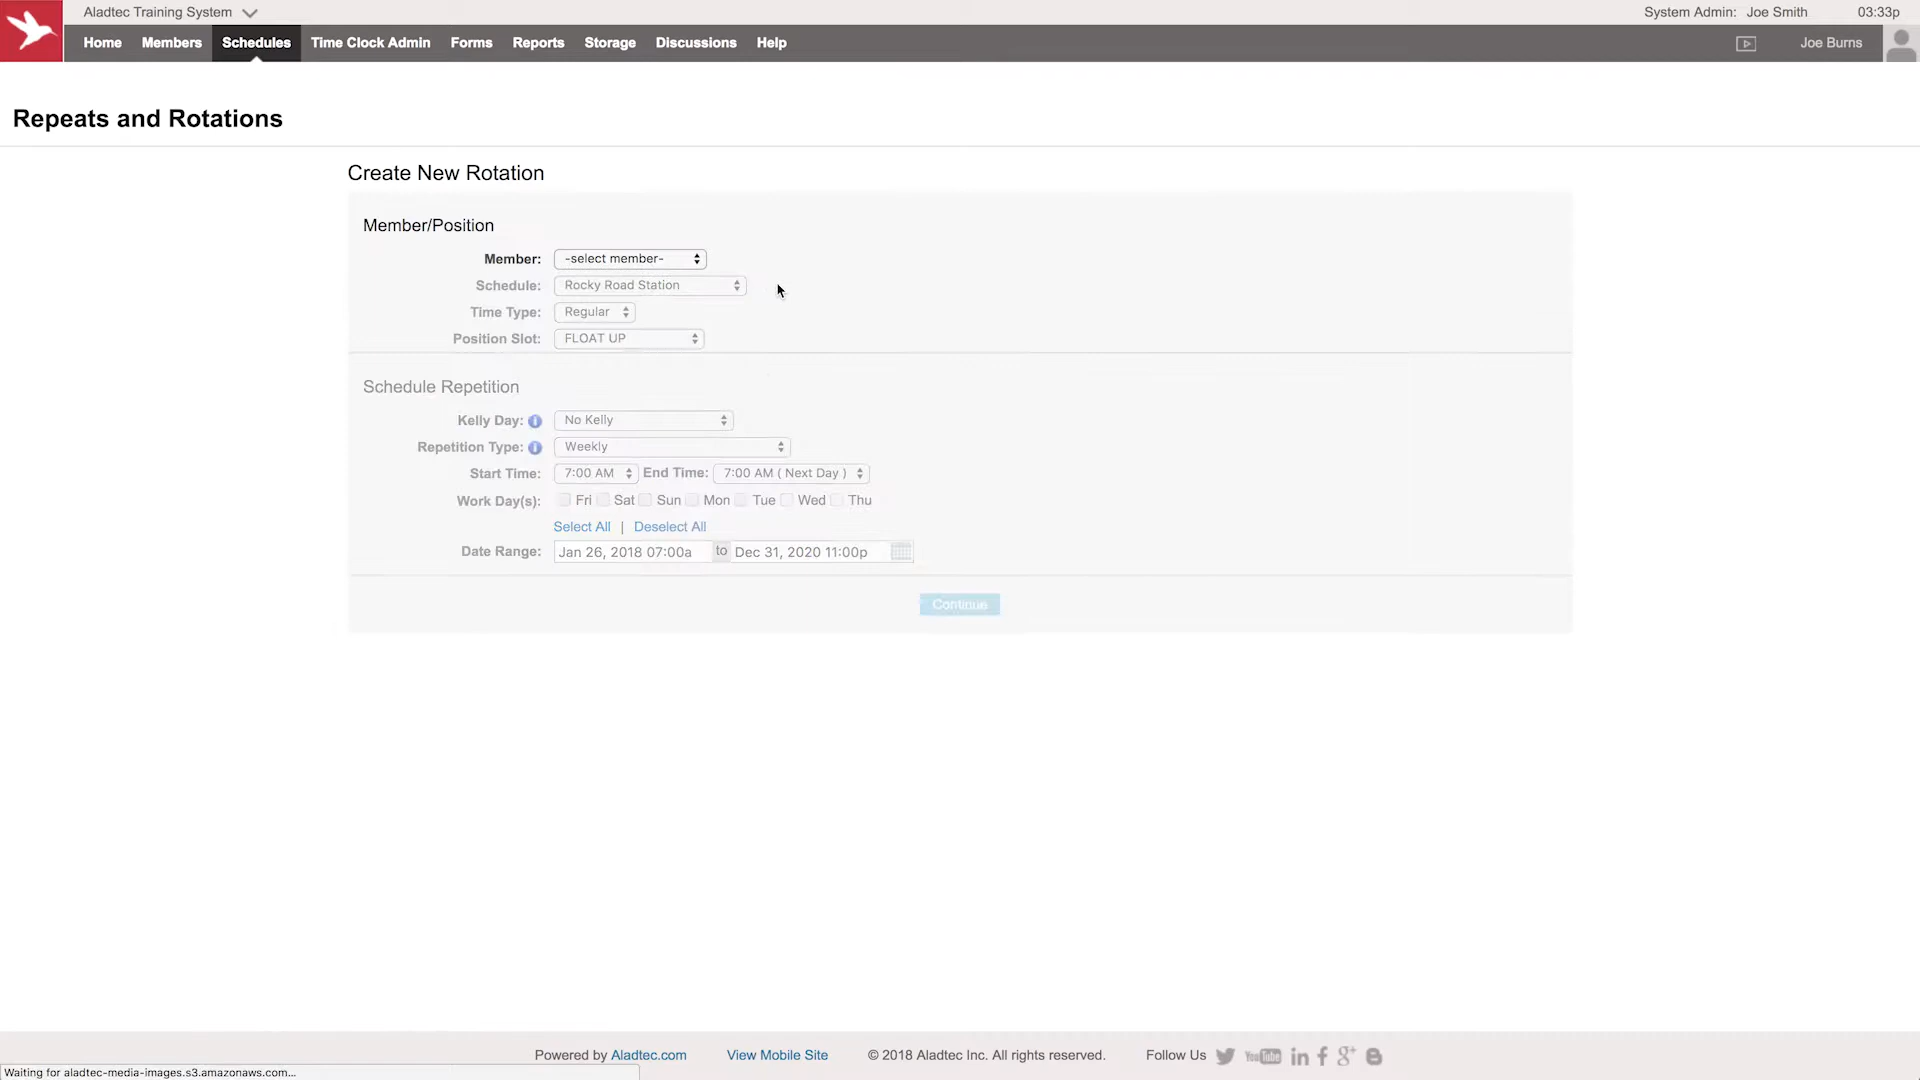 Aladtec Training System
System Admin: Joe Smith 03:33p
Home Members Schedules Time Clock Admin Forms Reports Storage Discussions Help Joe Burns
Repeats and Rotations
Create New Rotation
Member/Position
Member: -select member-
Schedule: Rocky Road Station
Time Type: Regular
Position Slot: FLOAT UP
Schedule Repetition
Kelly Day: No Kelly
Repetition Type: Weekly
Start Time: 7:00 AM End Time: 7:00 AM ( Next Day )
Work Day(s): Fri Sat Sun Mon Tue Wed Thu
Select All | Deselect All
Date Range: Jan 26, 2018 07:00a to Dec 31, 2020 11:00p
Continue
Powered by Aladtec.com View Mobile Site © 2018 Aladtec Inc. All rights reserved. Follow Us YouTube in f g+
Waiting for aladtec-media-images.s3.amazonaws.com...